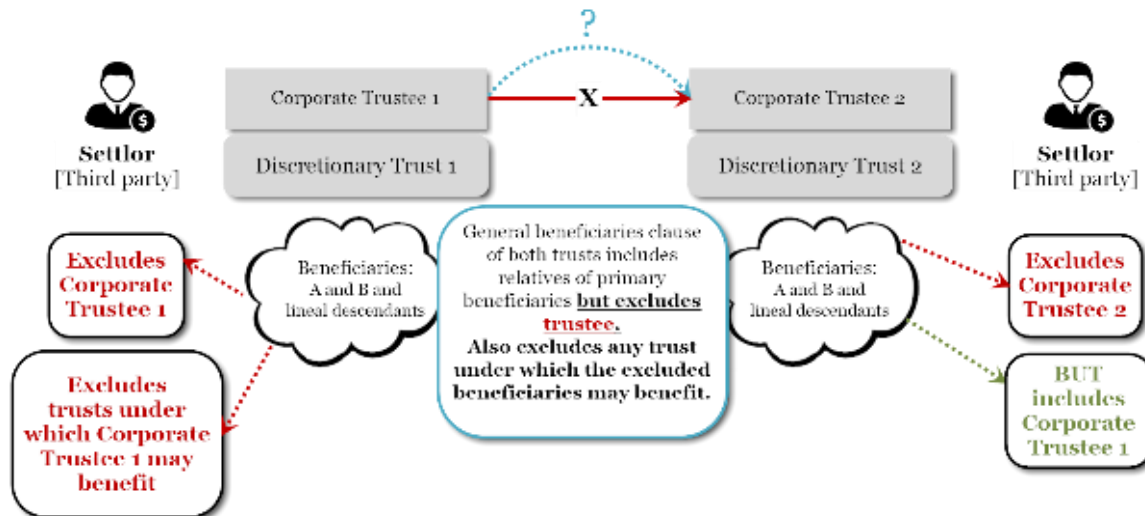 ?
Corporate Trustee 1
X
Corporate Trustee 2
Settlor
[Third party]
Discretionary Trust 1
Discretionary Trust 2
Settlor
[Third party]
Excludes
Corporate
Trustee 1
Beneficiaries:
A and B and
lineal descendants
General beneficiaries clause
of both trusts includes
relatives of primary
beneficiaries but excludes
trustee.
Also excludes any trust
under which the excluded
beneficiaries may benefit.
Beneficiaries:
A and B and
lineal descendants
Excludes
Corporate
Trustee 2
Excludes
trusts under
which Corporate
Trustee 1 may
benefit
BUT
includes
Corporate
Trustee 1
$
$